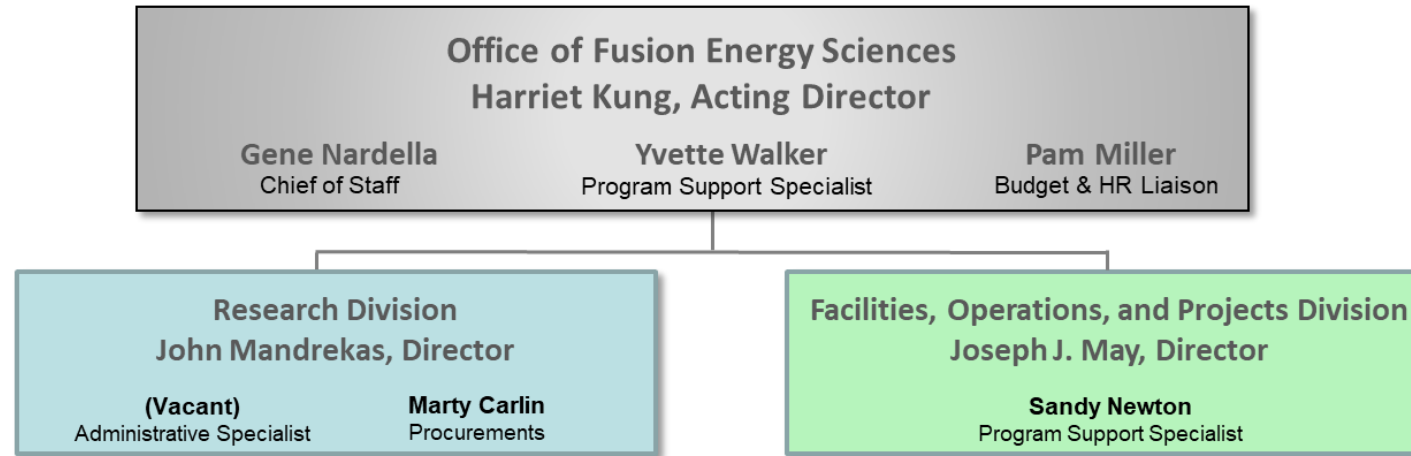 Office of Fusion Energy Sciences
Harriet Kung, Acting Director
Gene Nardella
Chief of Staff
Yvette Walker
Program Support Specialist
Pam Miller
Budget & HR Liaison
Research Division
John Mandrekas, Director
(Vacant)
Administrative Specialist
Marty Carlin
Procurements
Facilities, Operations, and Projects Division
Joseph J. May, Director
Sandy Newton
Program Support Specialist